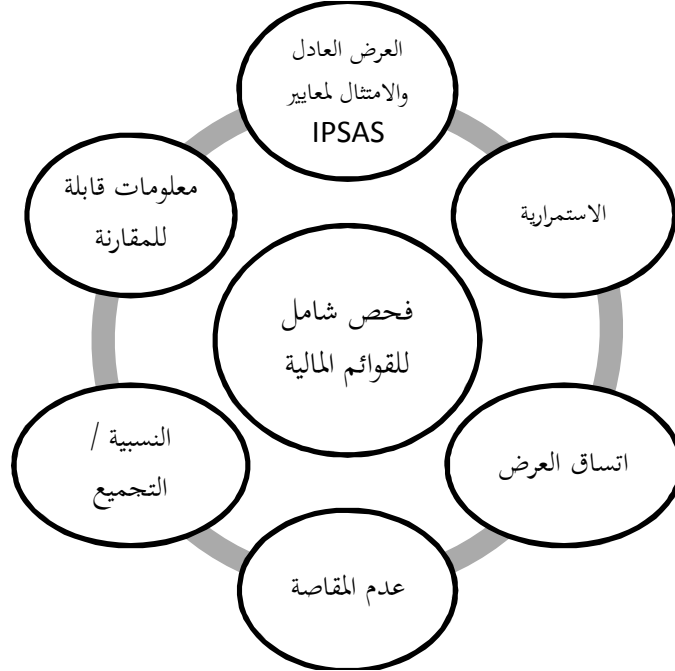 العرض العادل
والامتثال لمعايير
IPSAS
الاستمرارية
اتساق العرض
عدم المقاصة
النسبية /
التجميع
معلومات قابلة
للمقارنة
فحص شامل
للقوائم المالية